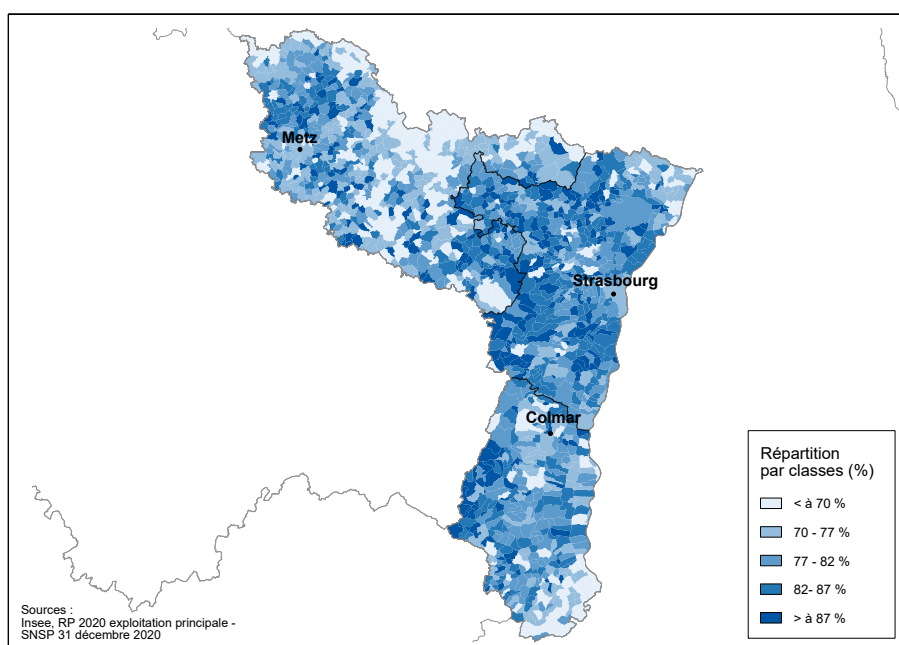 Metz
Strasbourg
Colmar
Répartition
par classes (%)
< à 70 %
70 - 77 %
77 - 82 %
82- 87 %
> à 87 %
Sources :
Insee, RP 2020 exploitation principale -
SNSP 31 décembre 2020